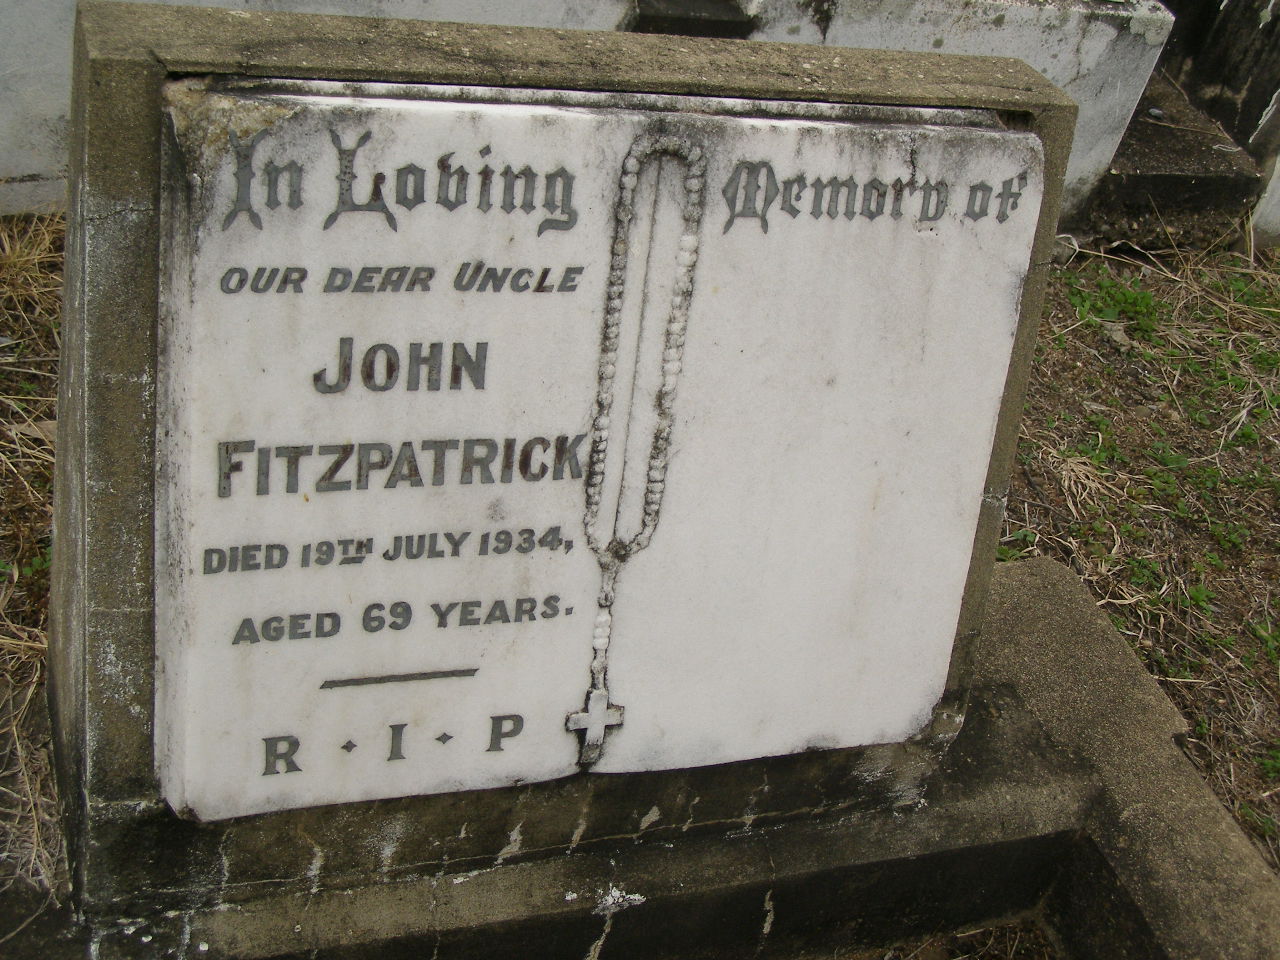 In Loving Memory of
OUR DEAR UNCLE
JOHN
FITZPATRICK
DIED 19TH JULY 1934,
AGED 69 YEARS.
R · I · P